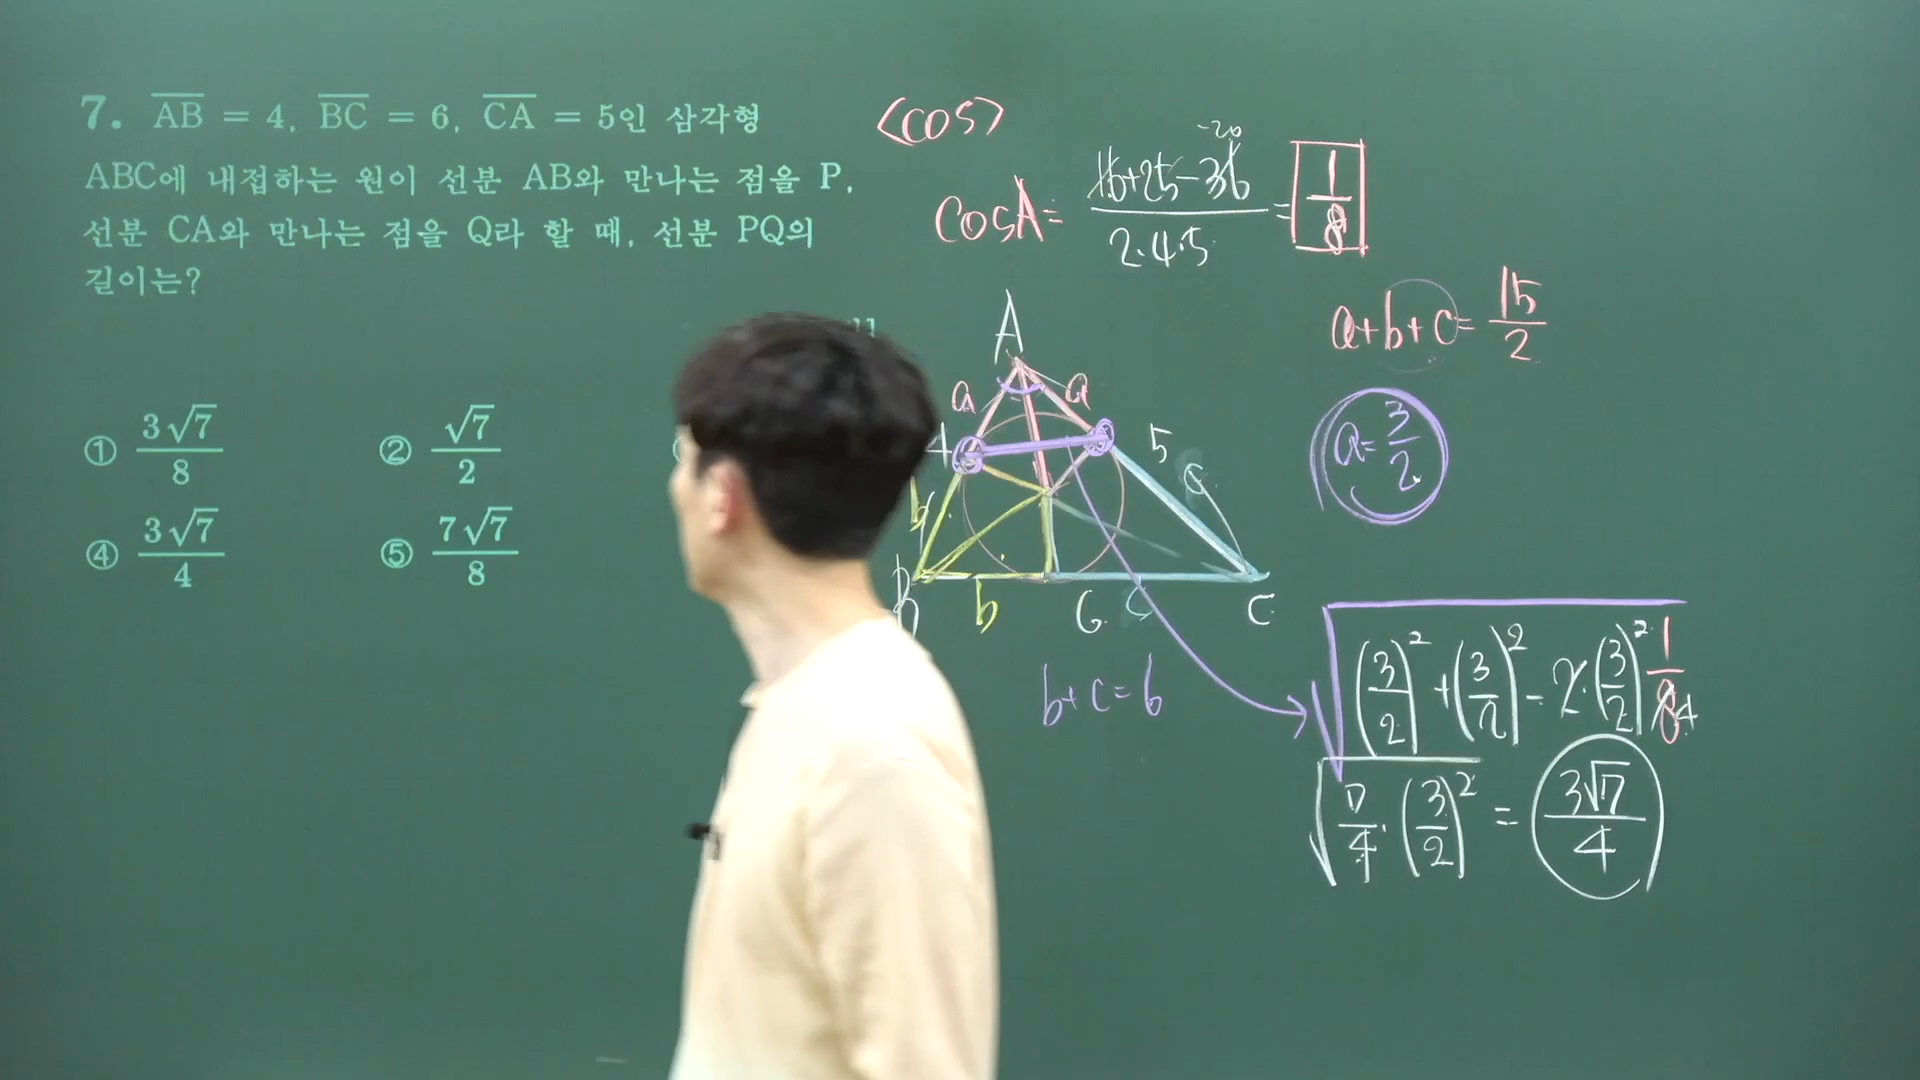 7. AB = 4, BC = 6, CA = 5인 삼각형
ABC에 내접하는 원이 선분 AB와 만나는 점을 P,
선분 CA와 만나는 점을 Q라 할 때, 선분 PQ의
길이는?
① 3√7/8
② √7/2
④ 3√7/4
⑤ 7√7/8
<cos>
-20
cosA = (16+25-36)/(2·4·5) = 1/8
a+b+c = 15/2
a = 3/2
A
a a
4 5
b c
B b 6 c C
b+c=6
√((3/2)²+(3/2)²-2·(3/2)²·1/8 4
√(7/4·(3/2)²) = 3√7/4